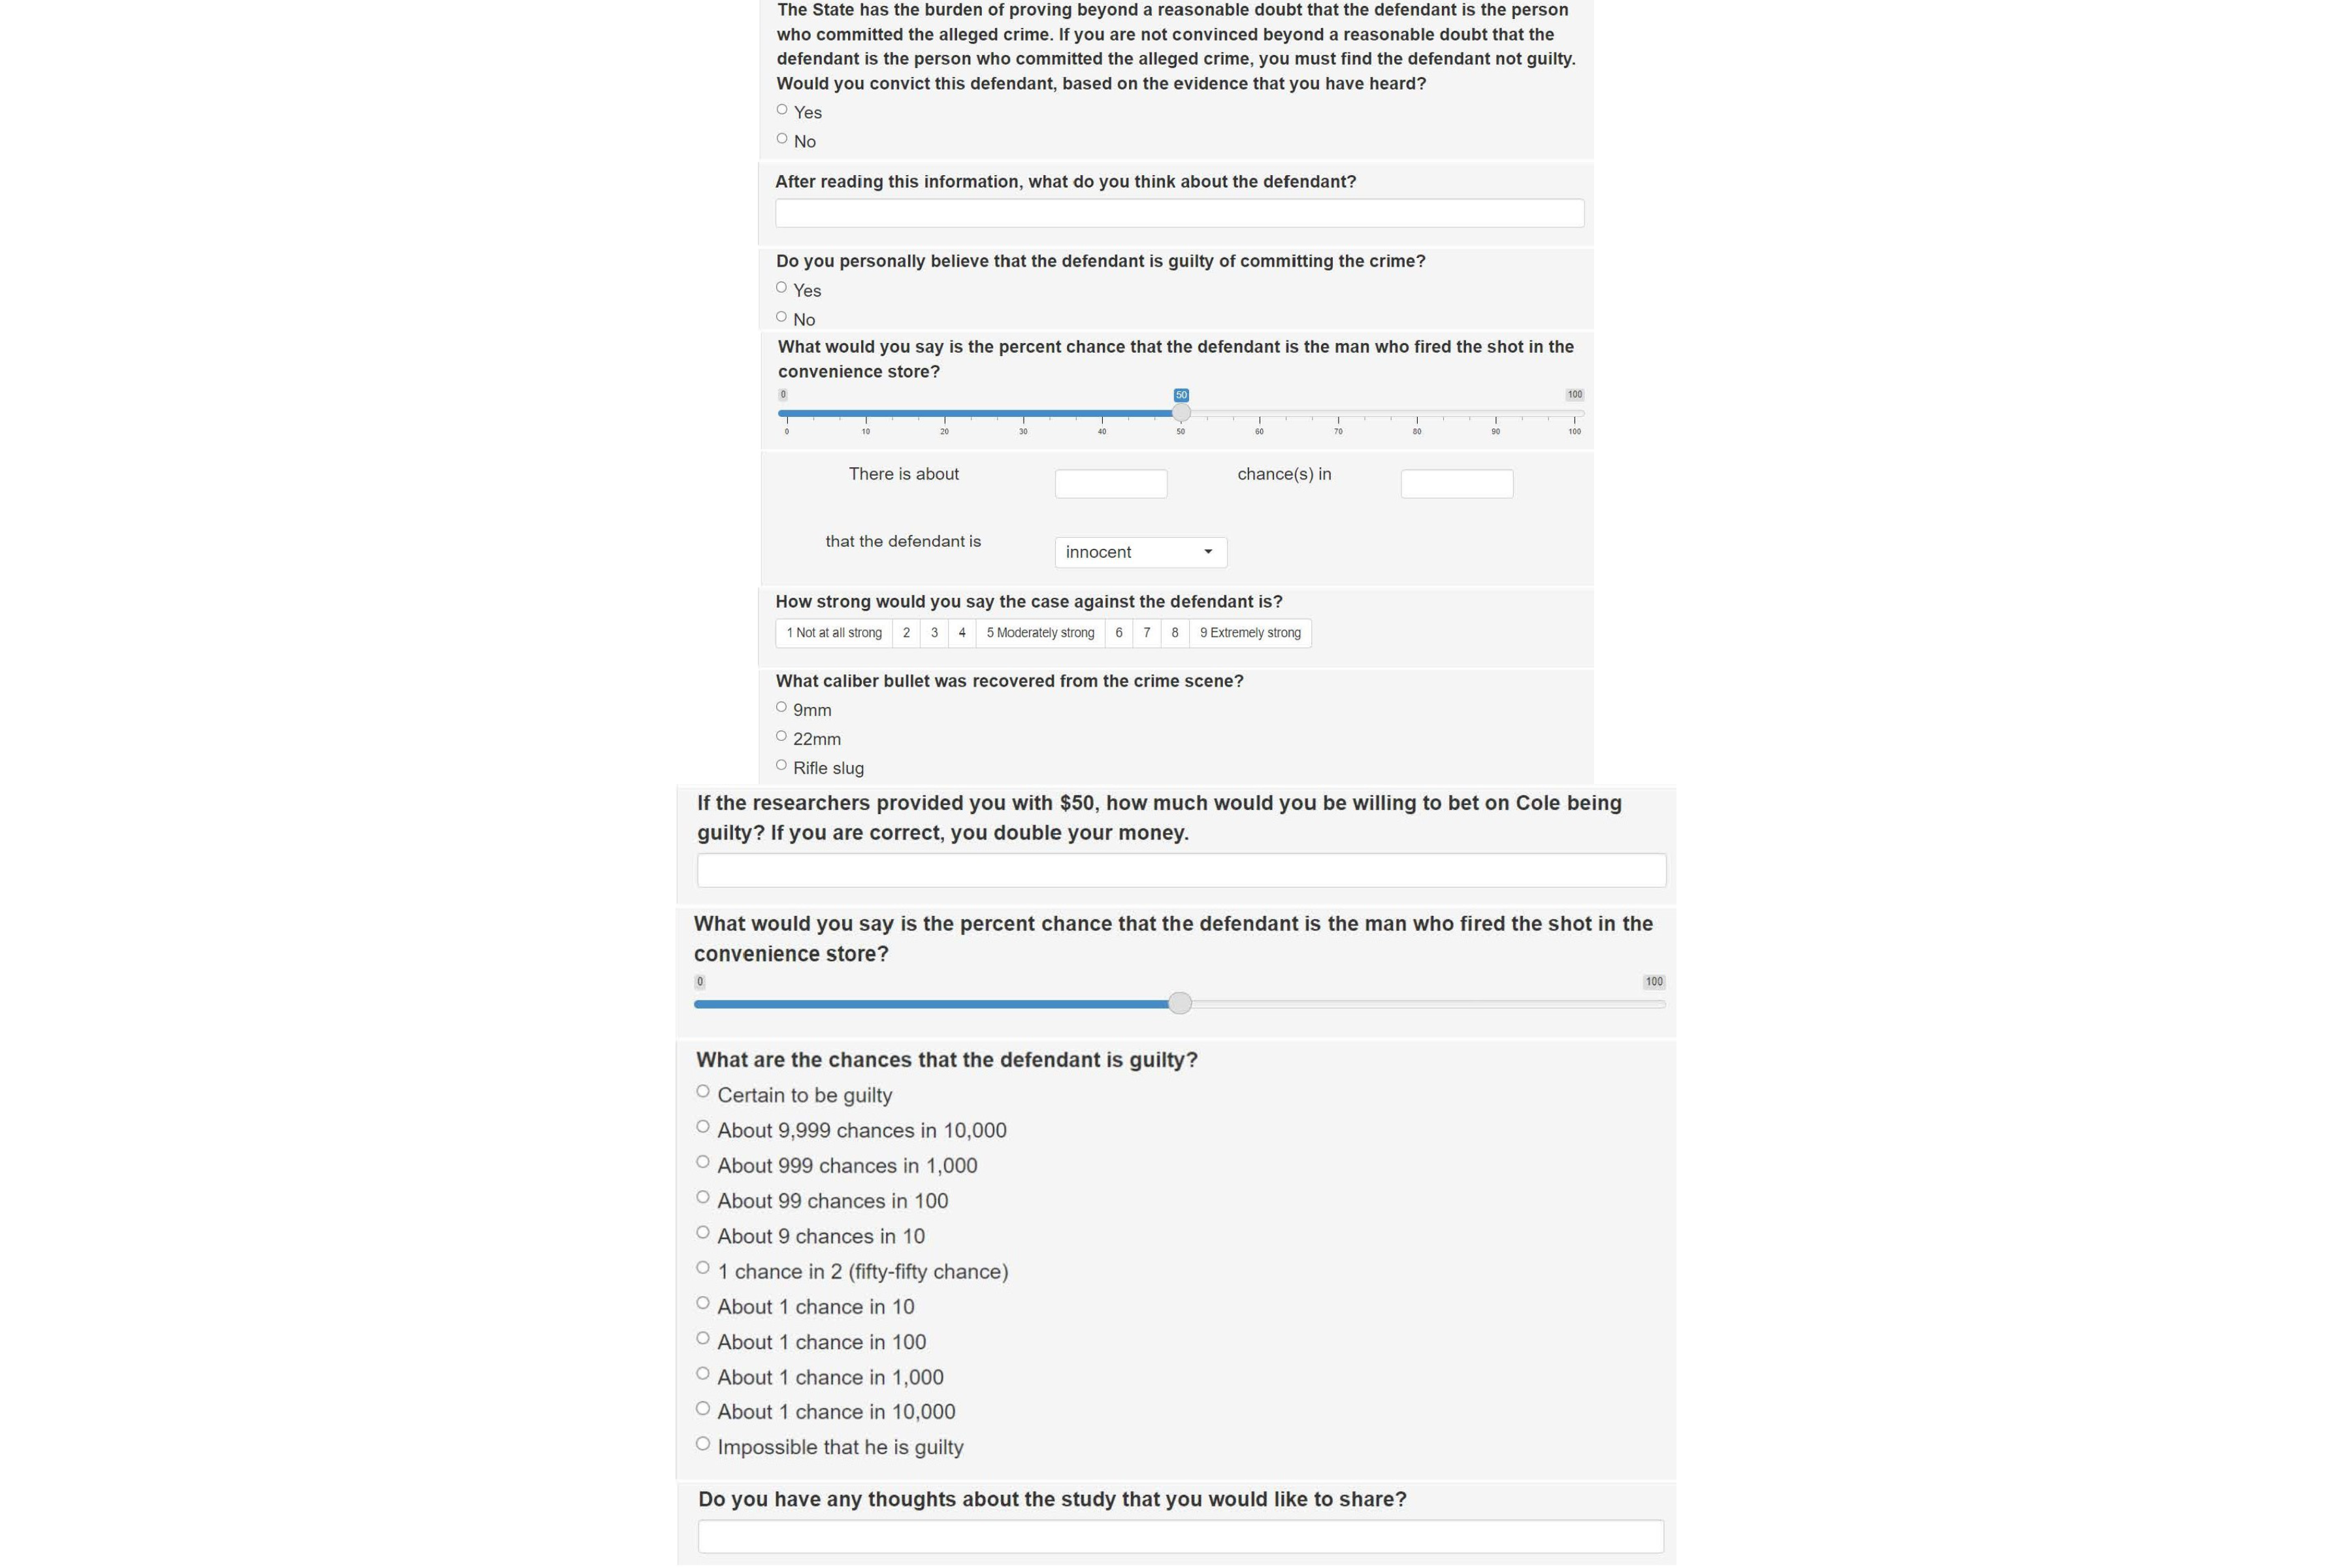 The State has the burden of proving beyond a reasonable doubt that the defendant is the person
who committed the alleged crime. If you are not convinced beyond a reasonable doubt that the
defendant is the person who committed the alleged crime, you must find the defendant not guilty.
Would you convict this defendant, based on the evidence that you have heard?
Yes
No
After reading this information, what do you think about the defendant?
Do you personally believe that the defendant is guilty of committing the crime?
Yes
No
What would you say is the percent chance that the defendant is the man who fired the shot in the
convenience store?
0 50 100
0 10 20 30 40 50 60 70 80 90 100
There is about chance(s) in
that the defendant is innocent
How strong would you say the case against the defendant is?
1 Not at all strong 2 3 4 5 Moderately strong 6 7 8 9 Extremely strong
What caliber bullet was recovered from the crime scene?
9mm
22mm
Rifle slug
If the researchers provided you with $50, how much would you be willing to bet on Cole being
guilty? If you are correct, you double your money.
What would you say is the percent chance that the defendant is the man who fired the shot in the
convenience store?
0 100
What are the chances that the defendant is guilty?
Certain to be guilty
About 9,999 chances in 10,000
About 999 chances in 1,000
About 99 chances in 100
About 9 chances in 10
1 chance in 2 (fifty-fifty chance)
About 1 chance in 10
About 1 chance in 100
About 1 chance in 1,000
About 1 chance in 10,000
Impossible that he is guilty
Do you have any thoughts about the study that you would like to share?